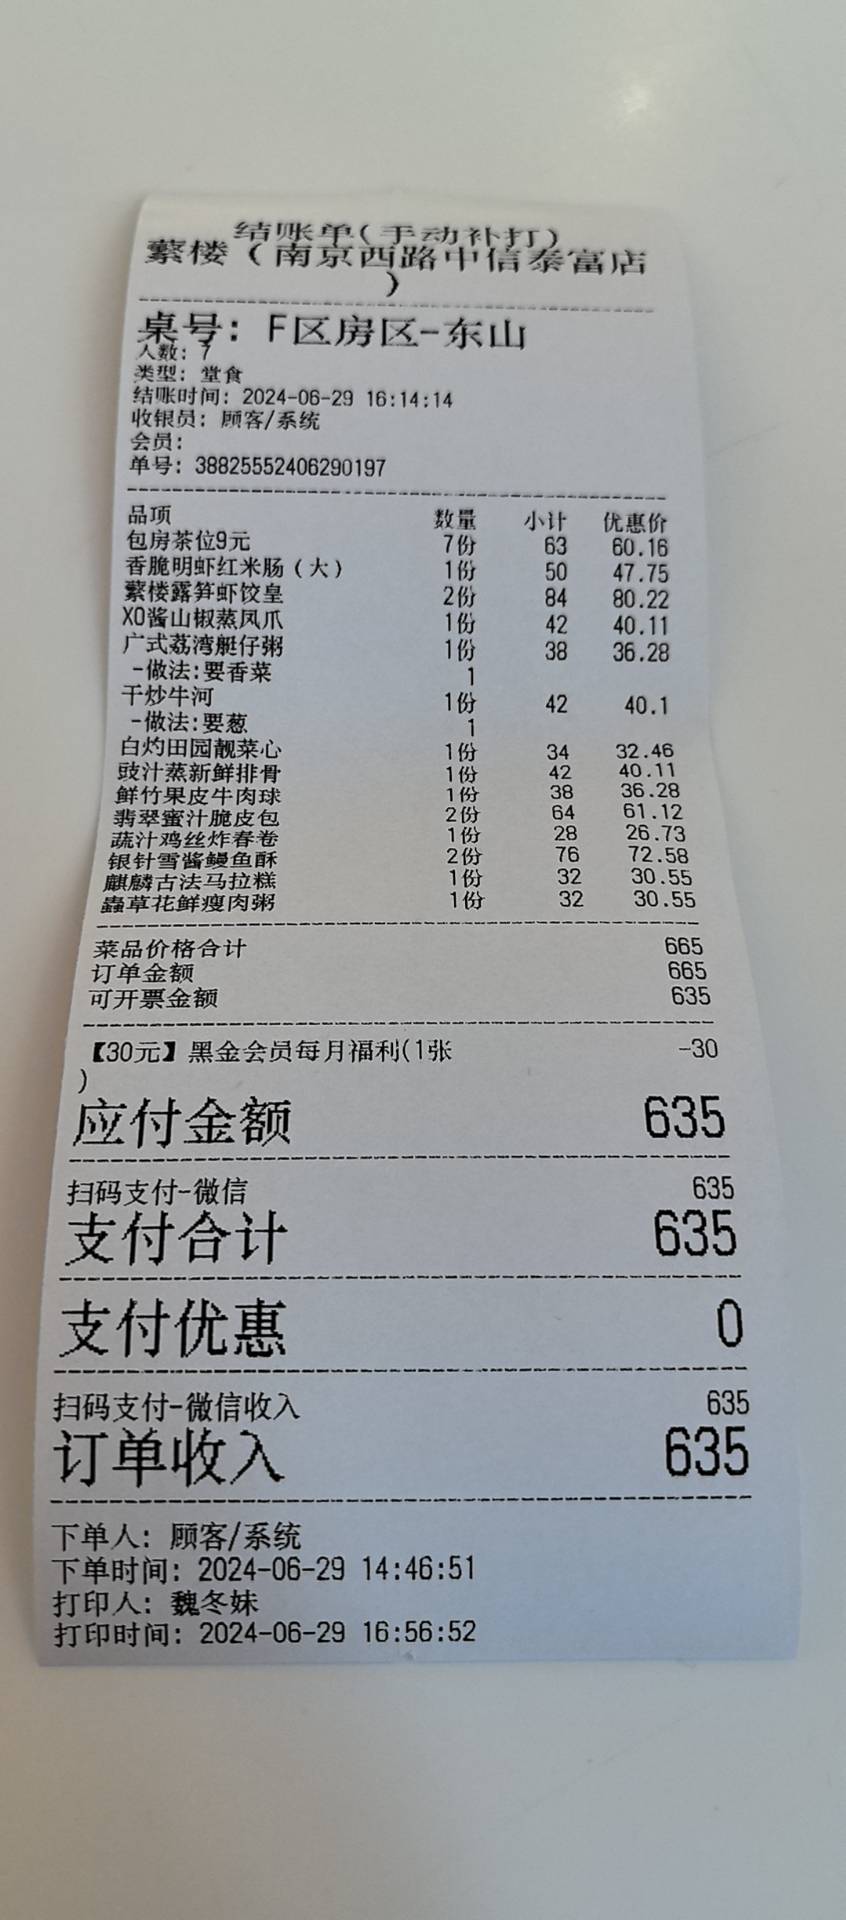 结账单(手动补打)
蘩楼（南京西路中信泰富店
）
桌号: F区房区-东山
人数: 7
类型: 堂食
结账时间: 2024-06-29 16:14:14
收银员: 顾客/系统
会员:
单号: 38825552406290197
品项 数量 小计 优惠价
包房茶位9元 7份 63 60.16
香脆明虾红米肠（大） 1份 50 47.75
蘩楼露笋虾饺皇 2份 84 80.22
XO酱山椒蒸凤爪 1份 42 40.11
广式荔湾艇仔粥 1份 38 36.28
-做法:要香菜 1
干炒牛河 1份 42 40.1
-做法:要葱 1
白灼田园靓菜心 1份 34 32.46
豉汁蒸新鲜排骨 1份 42 40.11
鲜竹果皮牛肉球 1份 38 36.28
翡翠蜜汁脆皮包 2份 64 61.12
蔬汁鸡丝炸春卷 1份 28 26.73
银针雪酱鳗鱼酥 2份 76 72.58
麒麟古法马拉糕 1份 32 30.55
蟲草花鲜瘦肉粥 1份 32 30.55
菜品价格合计 665
订单金额 665
可开票金额 635
【30元】黑金会员每月福利(1张 -30
)
应付金额 635
扫码支付-微信 635
支付合计 635
支付优惠 0
扫码支付-微信收入 635
订单收入 635
下单人: 顾客/系统
下单时间: 2024-06-29 14:46:51
打印人: 魏冬妹
打印时间: 2024-06-29 16:56:52